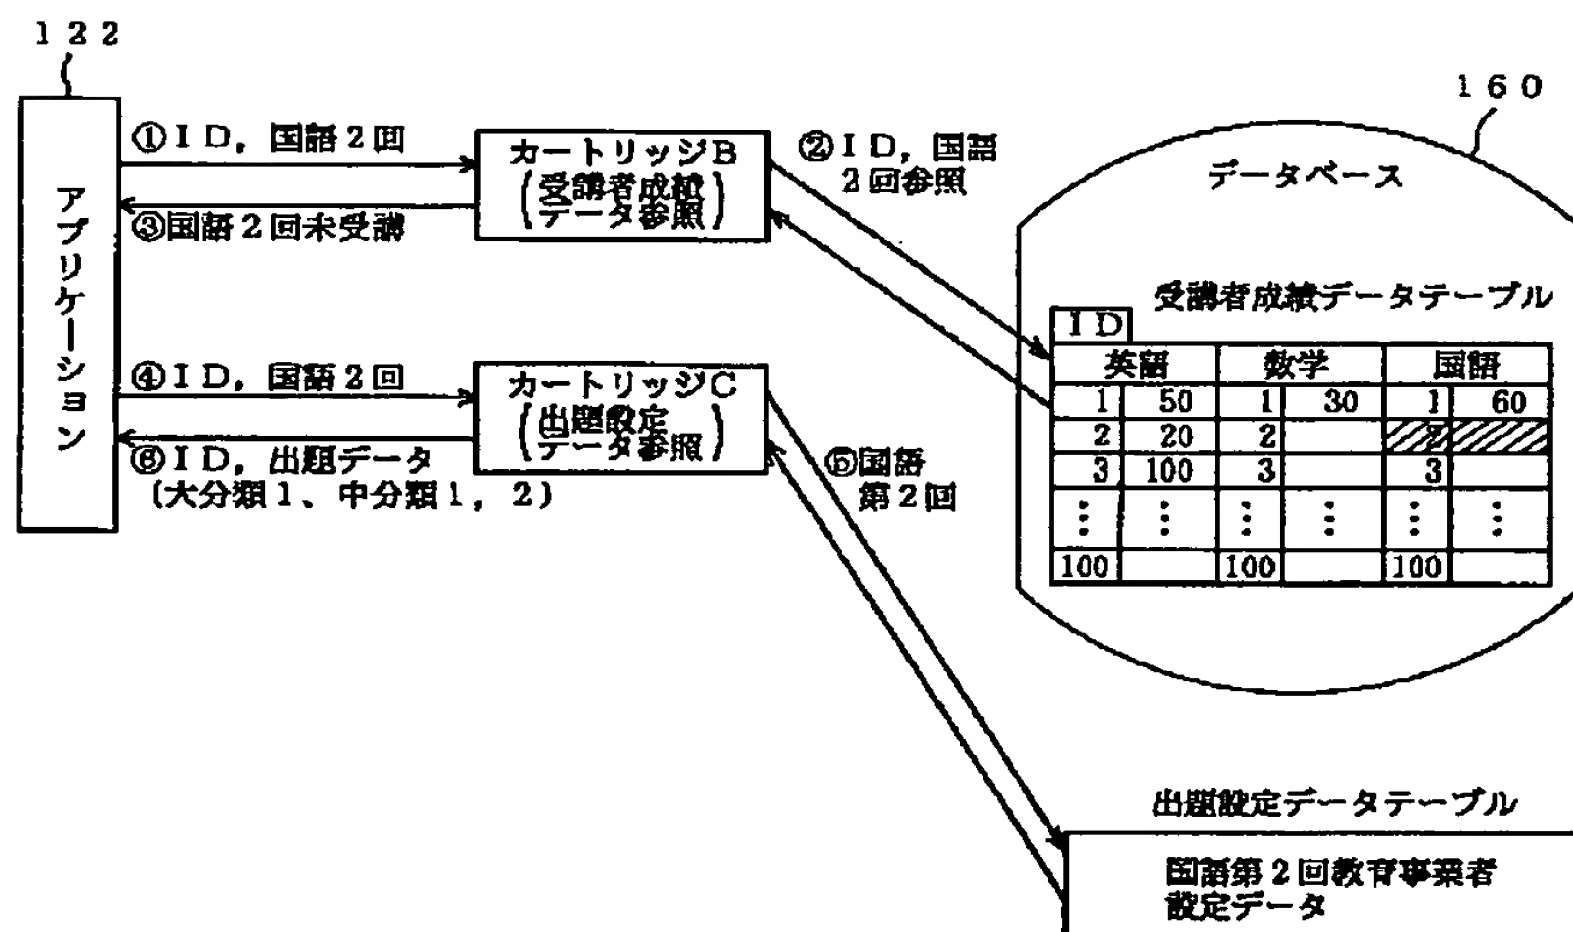 122
160
アプリケーション
①ID，国語2回
③国語2回未受講
カートリッジB
(受講者成績
データ参照)
②ID，国語
2回参照
データベース
受講者成績データテーブル
ID
英語 数学 国語
1 50 1 30 1 60
2 20 2 2
3 100 3 3
⋮ ⋮ ⋮ ⋮ ⋮ ⋮
100 100 100
④ID，国語2回
⑥ID，出題データ
(大分類1、中分類1，2)
カートリッジC
(出題設定
データ参照)
⑤国語
第2回
出題設定データテーブル
国語第2回教育事業者
設定データ